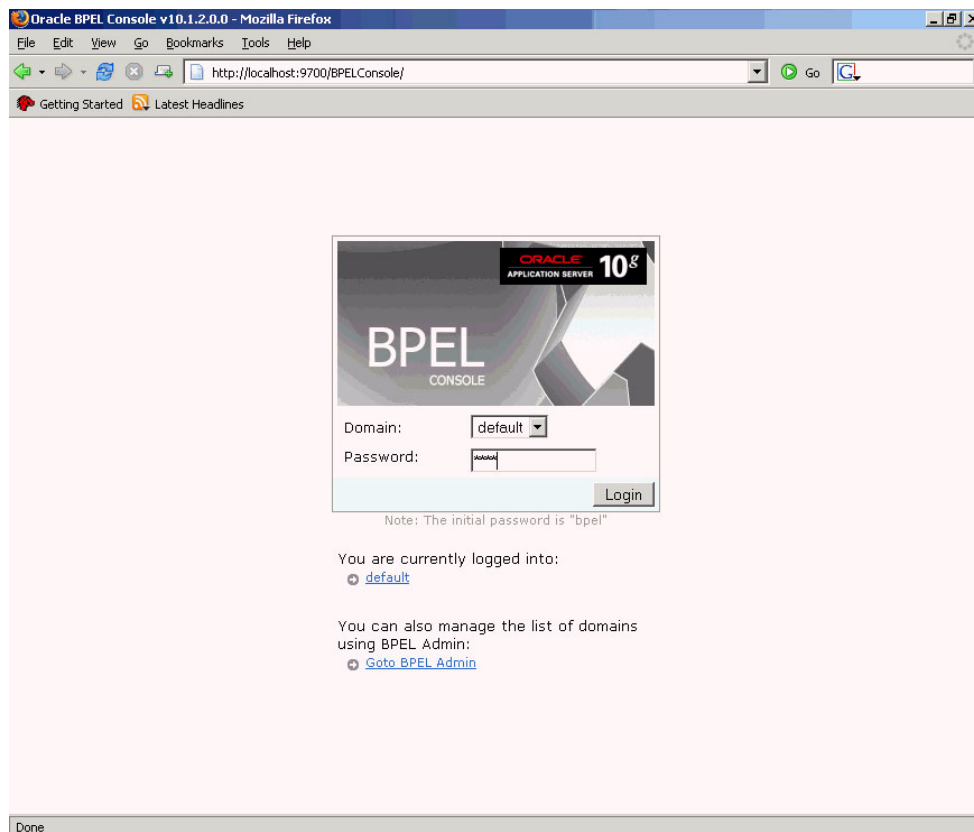 Oracle BPEL Console v10.1.2.0.0 - Mozilla Firefox
File Edit View Go Bookmarks Tools Help
http://localhost:9700/BPELConsole/ Go G
Getting Started Latest Headlines
ORACLE
APPLICATION SERVER 10g
BPEL
CONSOLE
Domain: default
Password: ****
Login
Note: The initial password is "bpel"
You are currently logged into:
default
You can also manage the list of domains
using BPEL Admin:
Goto BPEL Admin
Done